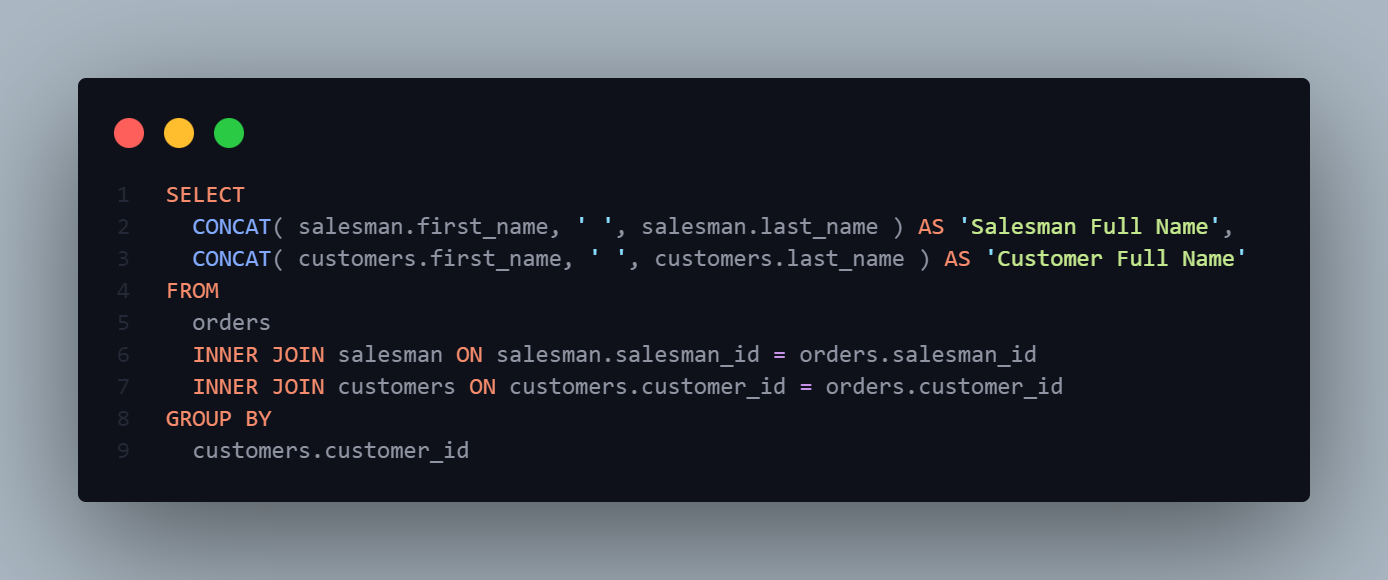 1 SELECT
2 CONCAT( salesman.first_name, ' ', salesman.last_name ) AS 'Salesman Full Name',
3 CONCAT( customers.first_name, ' ', customers.last_name ) AS 'Customer Full Name'
4 FROM
5 orders
6 INNER JOIN salesman ON salesman.salesman_id = orders.salesman_id
7 INNER JOIN customers ON customers.customer_id = orders.customer_id
8 GROUP BY
9 customers.customer_id